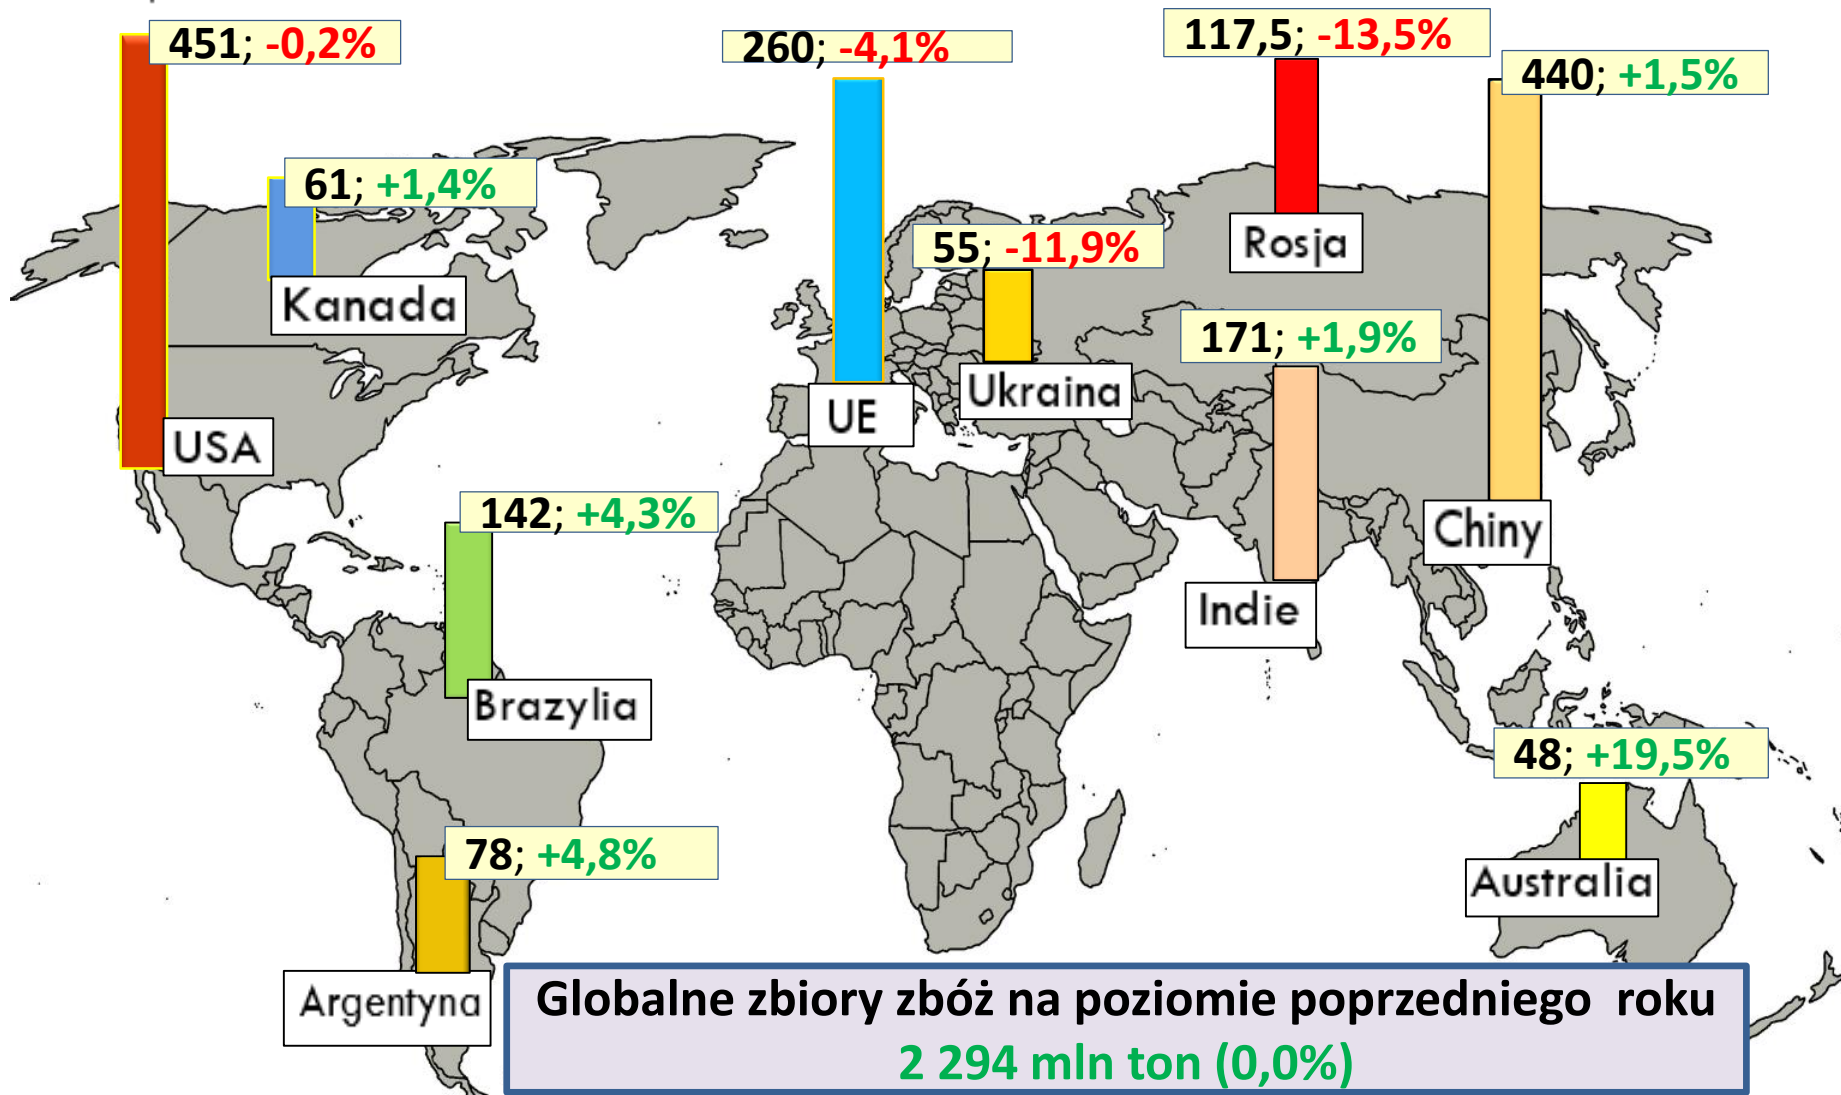 451; -0,2%
USA
61; +1,4%
Kanada
260; -4,1%
UE
55; -11,9%
Ukraina
117,5; -13,5%
Rosja
440; +1,5%
Chiny
171; +1,9%
Indie
142; +4,3%
Brazylia
78; +4,8%
Argentyna
48; +19,5%
Australia
Globalne zbiory zbóż na poziomie poprzedniego roku
2 294 mln ton (0,0%)